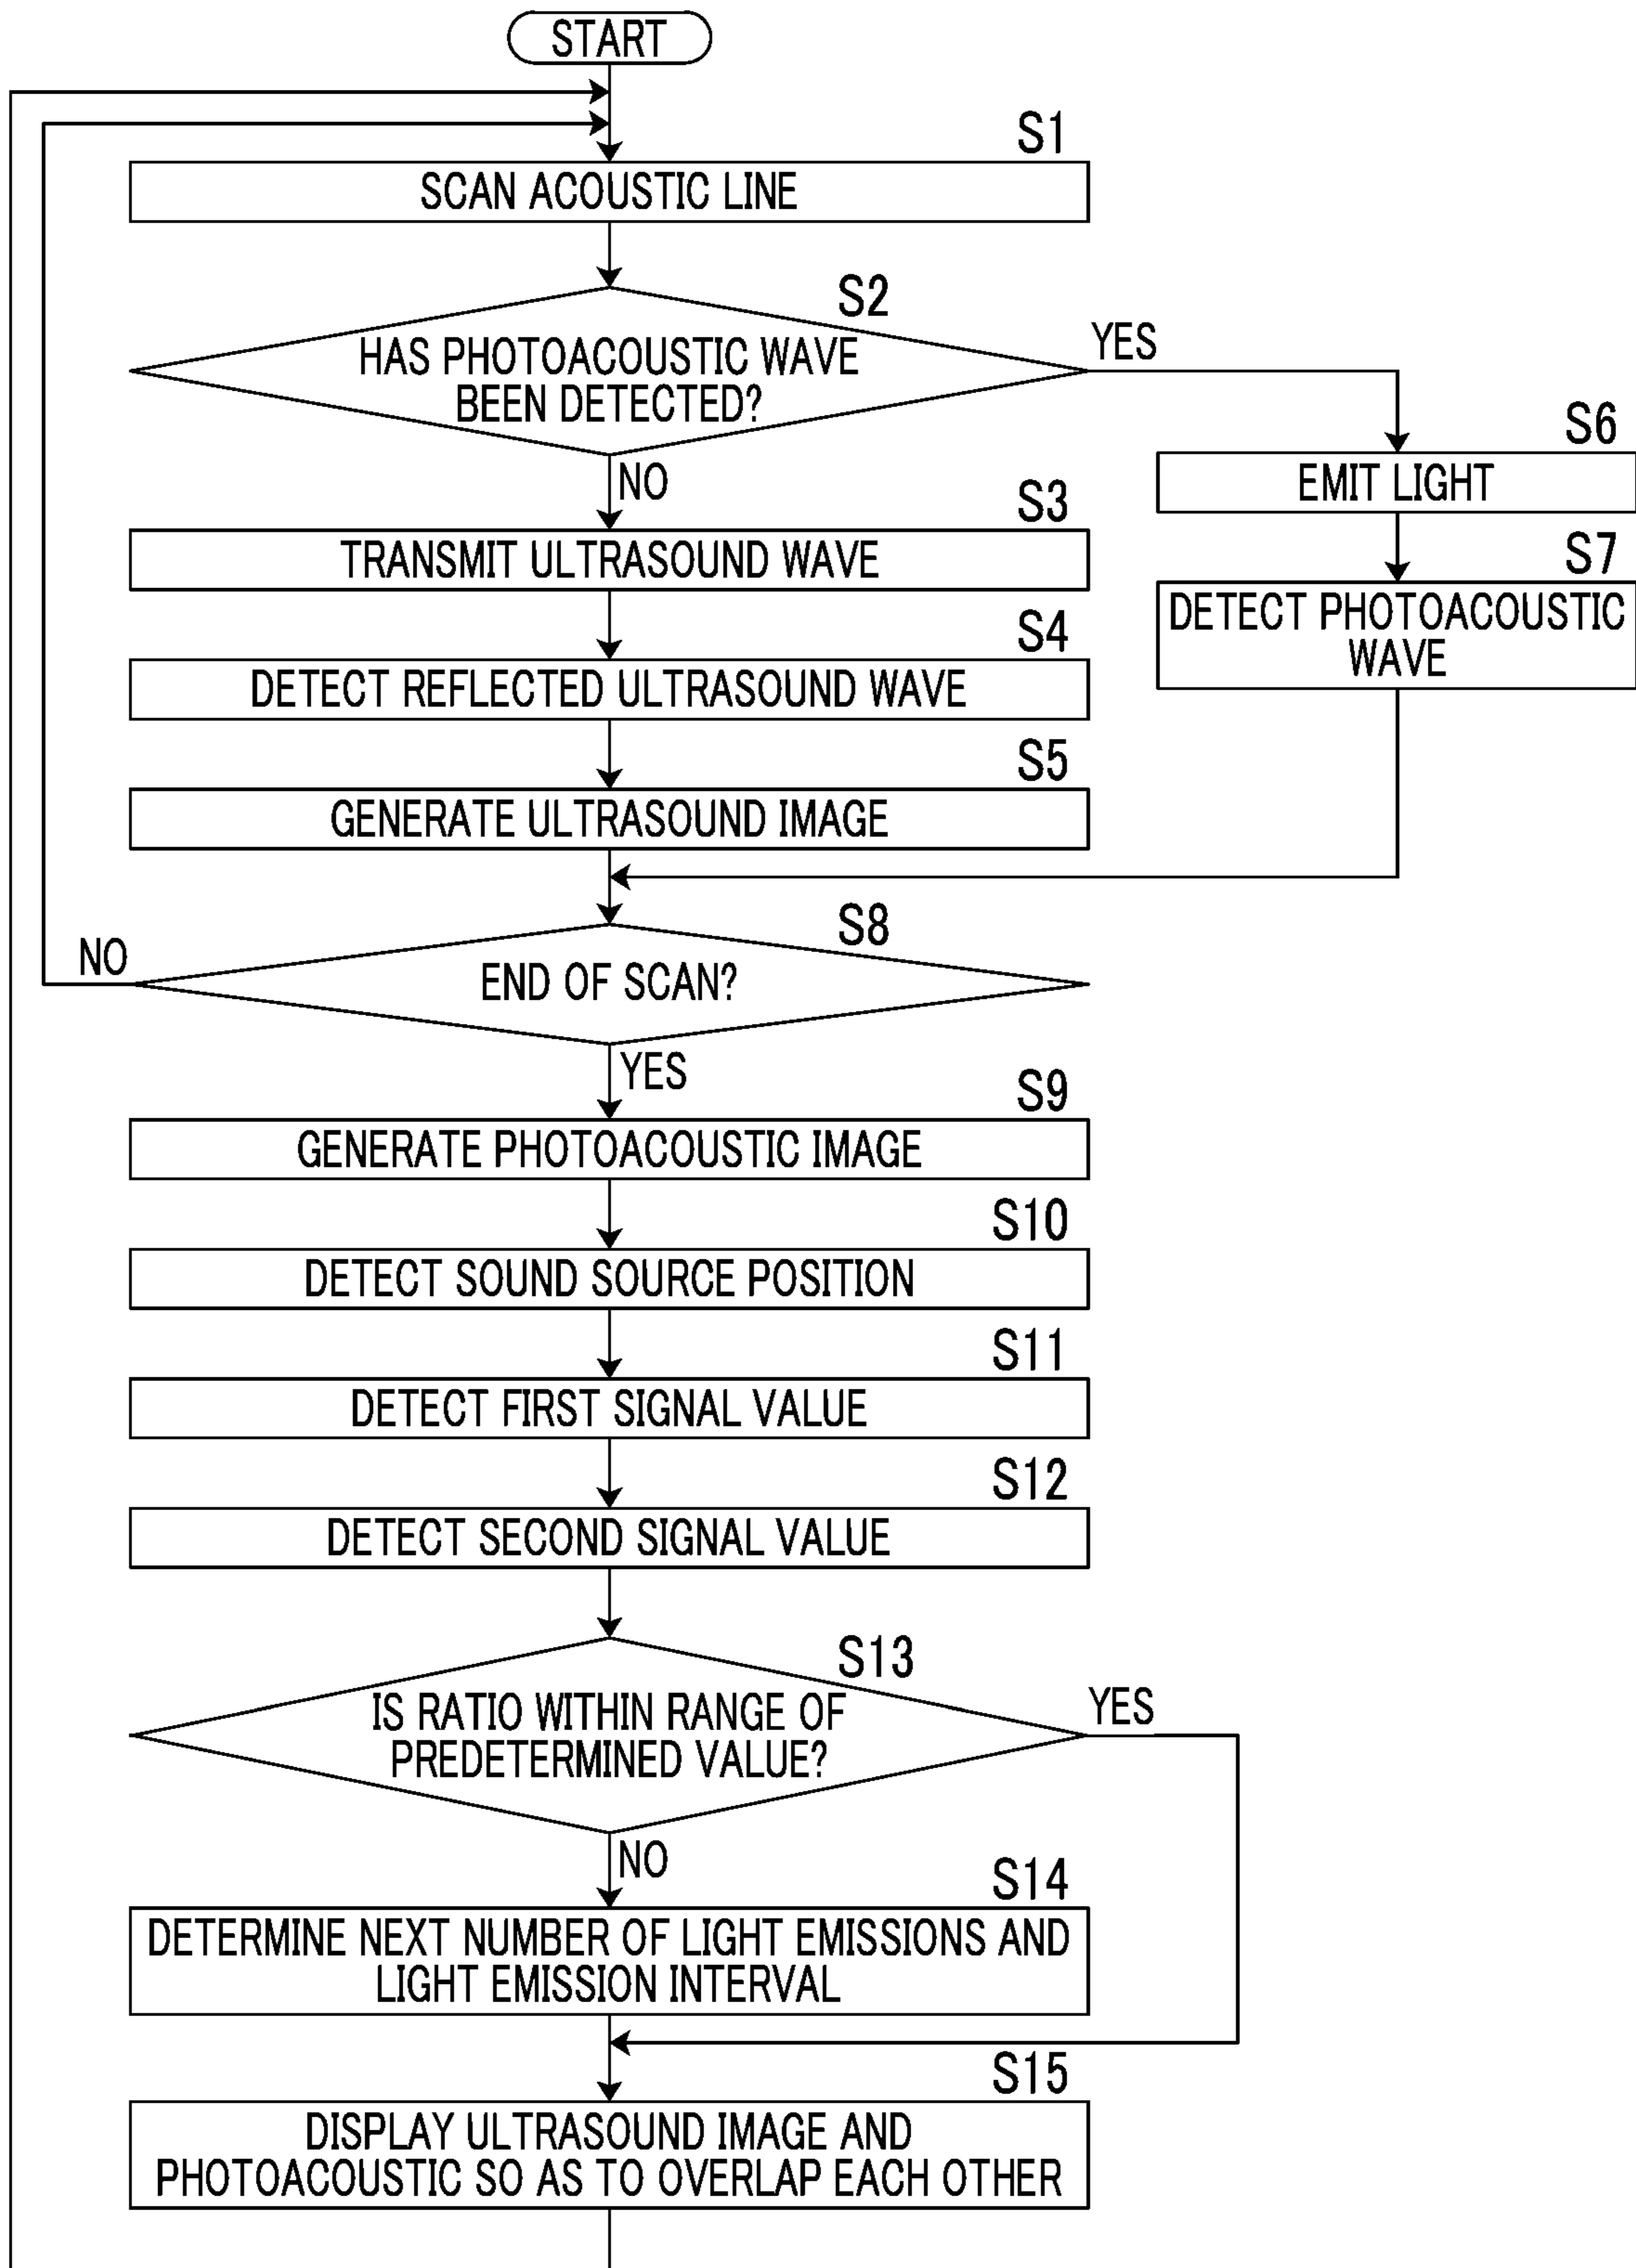 START
S1
SCAN ACOUSTIC LINE
S2
HAS PHOTOACOUSTIC WAVE
BEEN DETECTED?
YES
NO
S6
EMIT LIGHT
S7
DETECT PHOTOACOUSTIC
WAVE
S3
TRANSMIT ULTRASOUND WAVE
S4
DETECT REFLECTED ULTRASOUND WAVE
S5
GENERATE ULTRASOUND IMAGE
S8
END OF SCAN?
NO
YES
S9
GENERATE PHOTOACOUSTIC IMAGE
S10
DETECT SOUND SOURCE POSITION
S11
DETECT FIRST SIGNAL VALUE
S12
DETECT SECOND SIGNAL VALUE
S13
IS RATIO WITHIN RANGE OF
PREDETERMINED VALUE?
YES
NO
S14
DETERMINE NEXT NUMBER OF LIGHT EMISSIONS AND
LIGHT EMISSION INTERVAL
S15
DISPLAY ULTRASOUND IMAGE AND
PHOTOACOUSTIC SO AS TO OVERLAP EACH OTHER